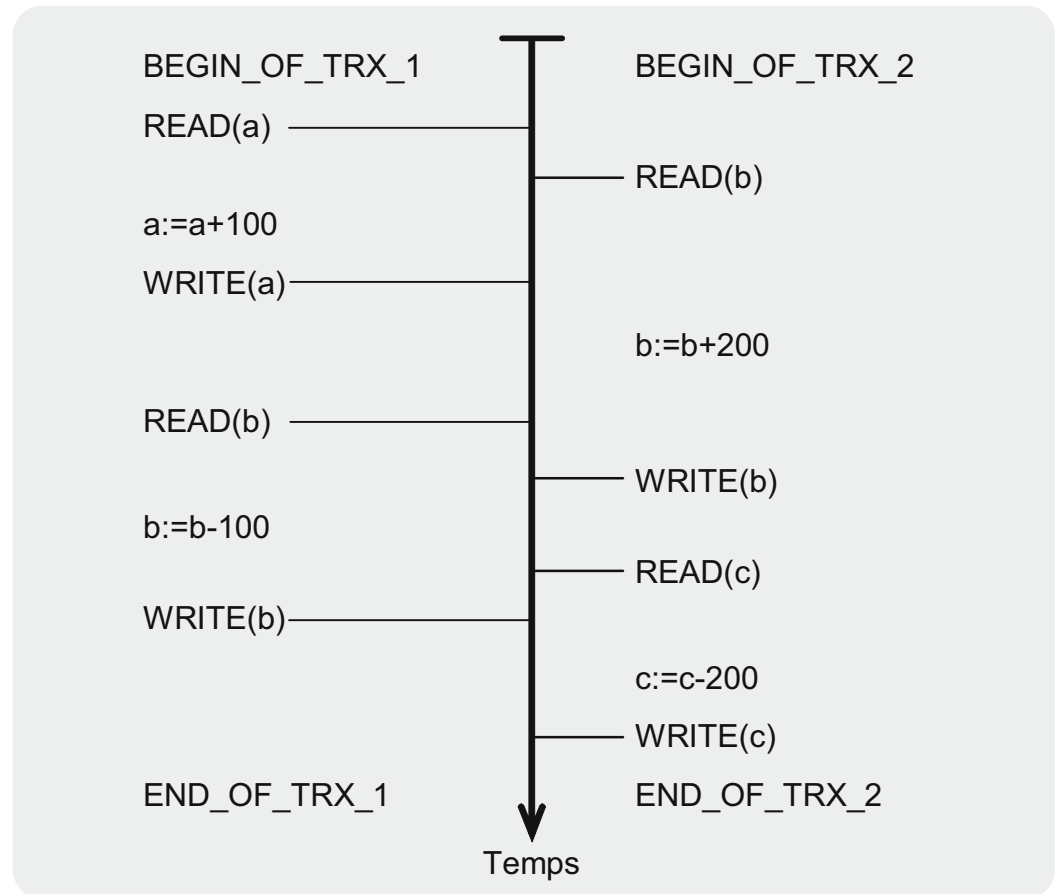 BEGIN_OF_TRX_1 BEGIN_OF_TRX_2
READ(a)
READ(b)
a:=a+100
WRITE(a)
b:=b+200
READ(b)
WRITE(b)
b:=b-100
READ(c)
WRITE(b)
c:=c-200
WRITE(c)
END_OF_TRX_1 END_OF_TRX_2
Temps